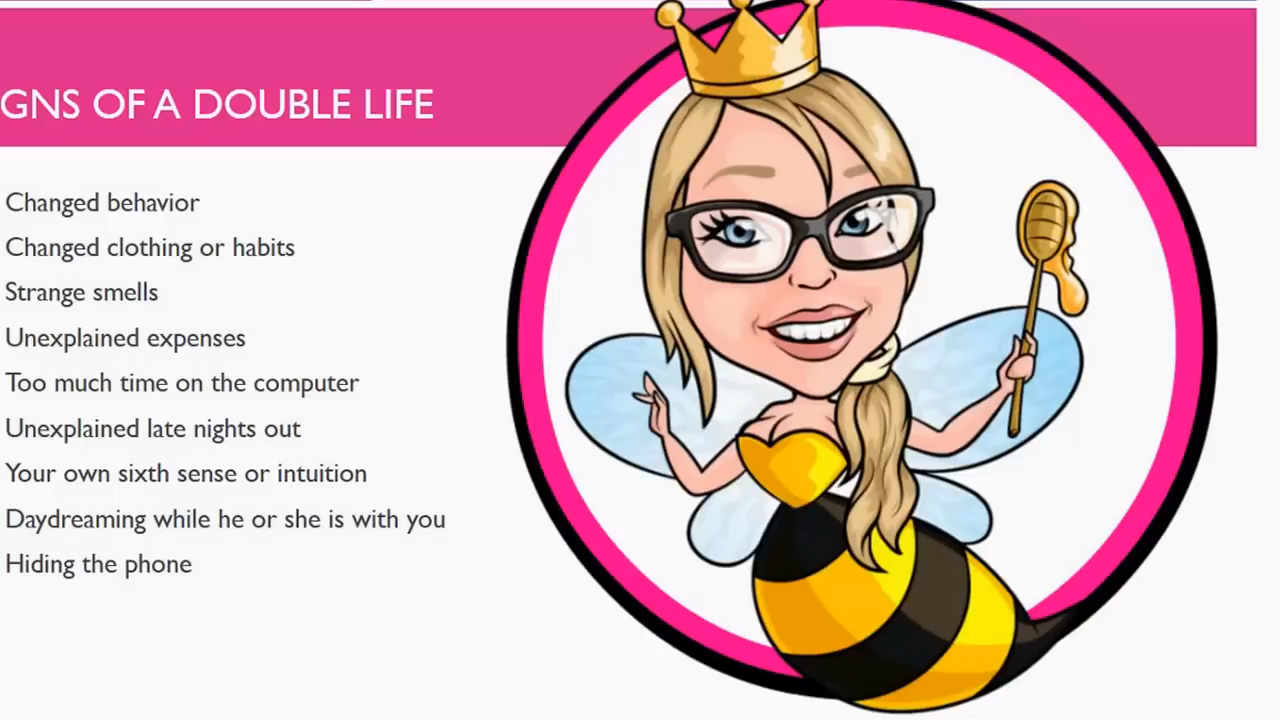 GNS OF A DOUBLE LIFE
Changed behavior
Changed clothing or habits
Strange smells
Unexplained expenses
Too much time on the computer
Unexplained late nights out
Your own sixth sense or intuition
Daydreaming while he or she is with you
Hiding the phone